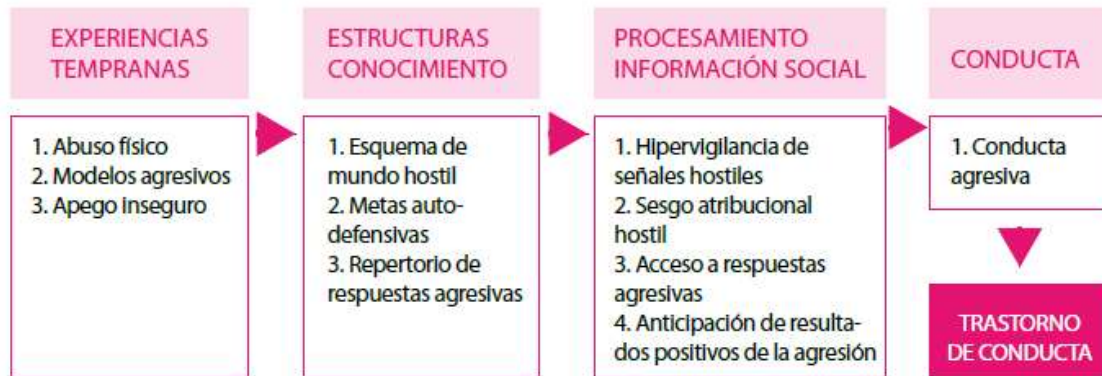 EXPERIENCIAS
TEMPRANAS
1. Abuso físico
2. Modelos agresivos
3. Apego inseguro
ESTRUCTURAS
CONOCIMIENTO
1. Esquema de
mundo hostil
2. Metas auto-
defensivas
3. Repertorio de
respuestas agresivas
PROCESAMIENTO
INFORMACIÓN SOCIAL
1. Hipervigilancia de
señales hostiles
2. Sesgo atribucional
hostil
3. Acceso a respuestas
agresivas
4. Anticipación de resulta-
dos positivos de la agresión
CONDUCTA
1. Conducta
agresiva
TRASTORNO
DE CONDUCTA